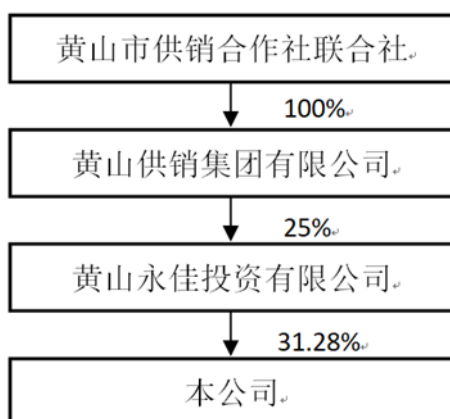 黄山市供销合作社联合社
100%
黄山供销集团有限公司
25%
黄山永佳投资有限公司
31.28%
本公司